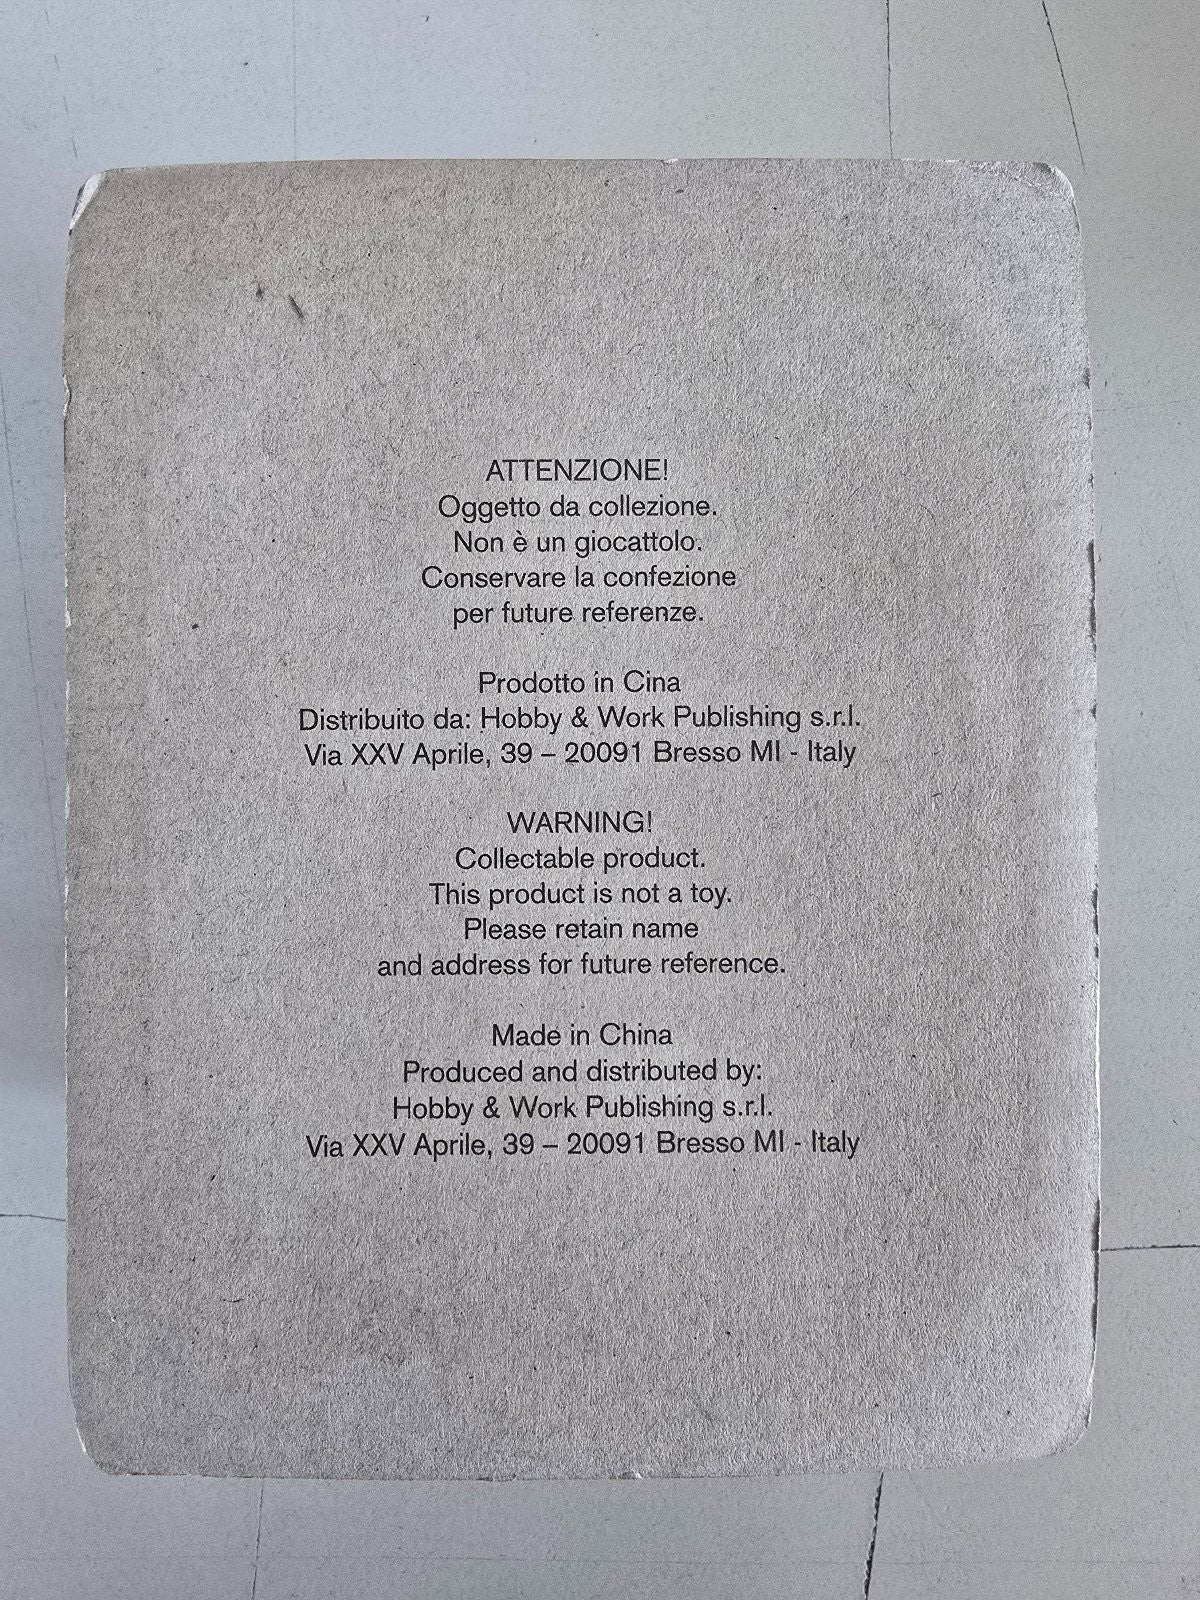 ATTENZIONE!
Oggetto da collezione.
Non è un giocattolo.
Conservare la confezione
per future referenze.
Prodotto in Cina
Distribuito da: Hobby & Work Publishing s.r.l.
Via XXV Aprile, 39 – 20091 Bresso MI - Italy
WARNING!
Collectable product.
This product is not a toy.
Please retain name
and address for future reference.
Made in China
Produced and distributed by:
Hobby & Work Publishing s.r.l.
Via XXV Aprile, 39 – 20091 Bresso MI - Italy